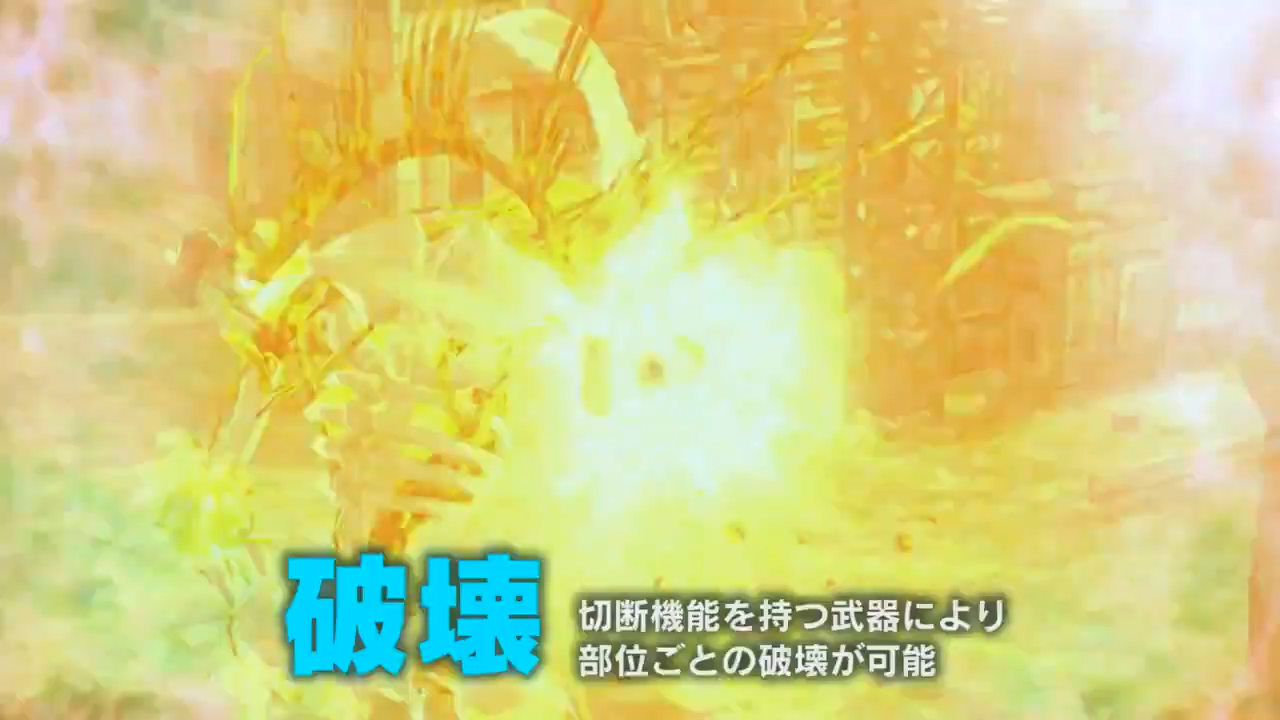 破壊
切断機能を持つ武器により
部位ごとの破壊が可能